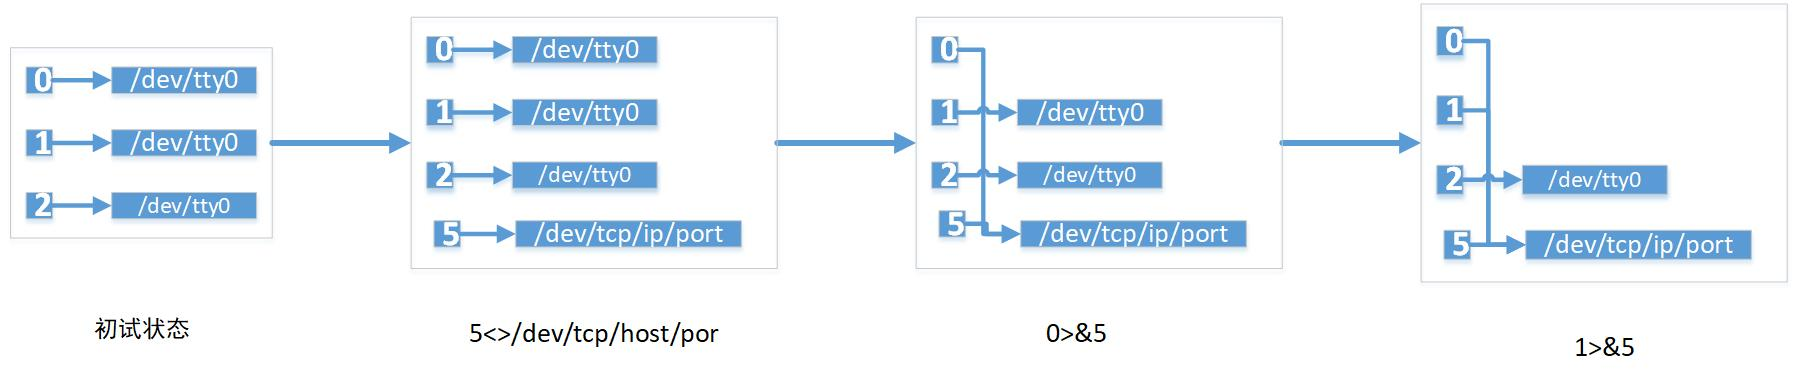 0 /dev/tty0
1 /dev/tty0
2 /dev/tty0
初试状态
0 /dev/tty0
1 /dev/tty0
2 /dev/tty0
5 /dev/tcp/ip/port
5<>/dev/tcp/host/por
0
1 /dev/tty0
2 /dev/tty0
5 /dev/tcp/ip/port
0>&5
0
1
2 /dev/tty0
5 /dev/tcp/ip/port
1>&5